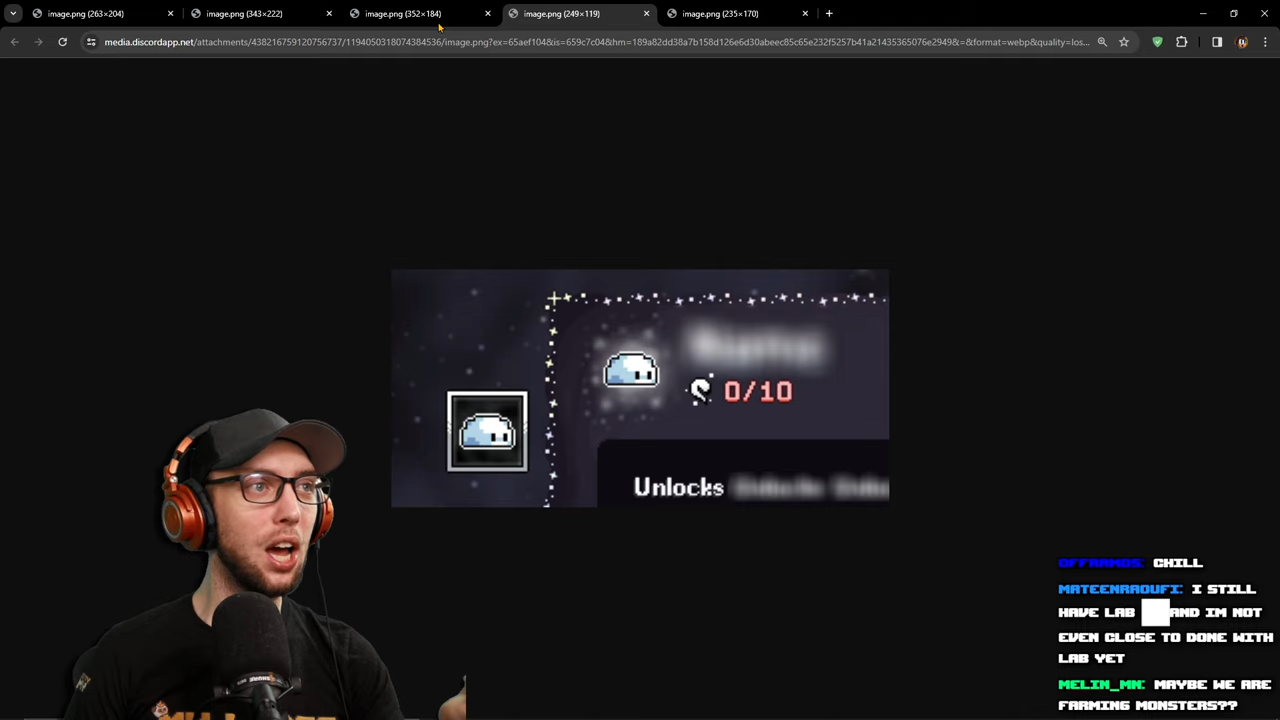 image.png (263×204)
image.png (343×222)
image.png (352×184)
image.png (249×119)
image.png (235×170)
media.discordapp.net/attachments/438216759120756737/1194050318074384536/image.png?ex=65aef104&is=659c7c04&hm=189a82dd38a7b158d126e6d30abeec85c65e232f5257b41a21435365076e2949&=&format=webp&quality=los...
0/10
Unlocks
OFFRAMOS: CHILL
MATEENRAOUFI: I STILL
HAVE LAB AND IM NOT
EVEN CLOSE TO DONE WITH
LAB YET
MELIN_MN: MAYBE WE ARE
FARMING MONSTERS??